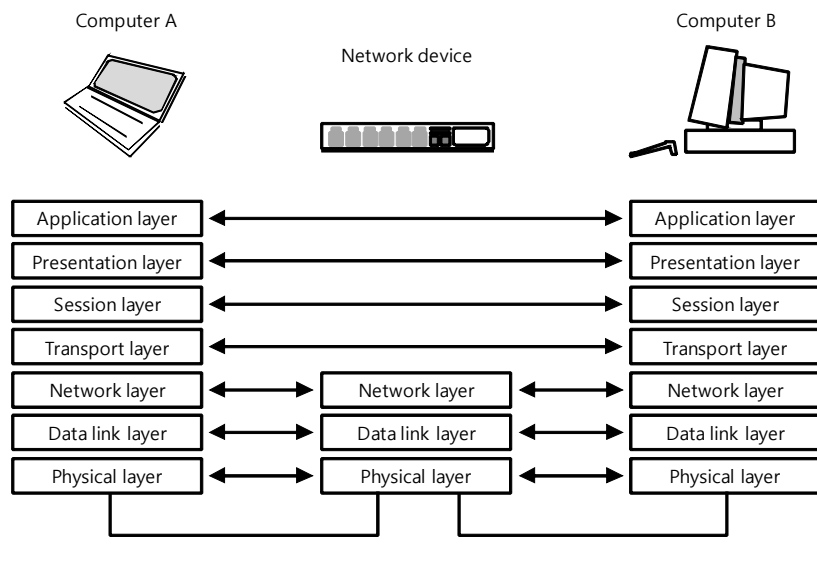 Computer A
Computer B
Network device
Application layer
Application layer
Presentation layer
Presentation layer
Session layer
Session layer
Transport layer
Transport layer
Network layer
Network layer
Network layer
Data link layer
Data link layer
Data link layer
Physical layer
Physical layer
Physical layer